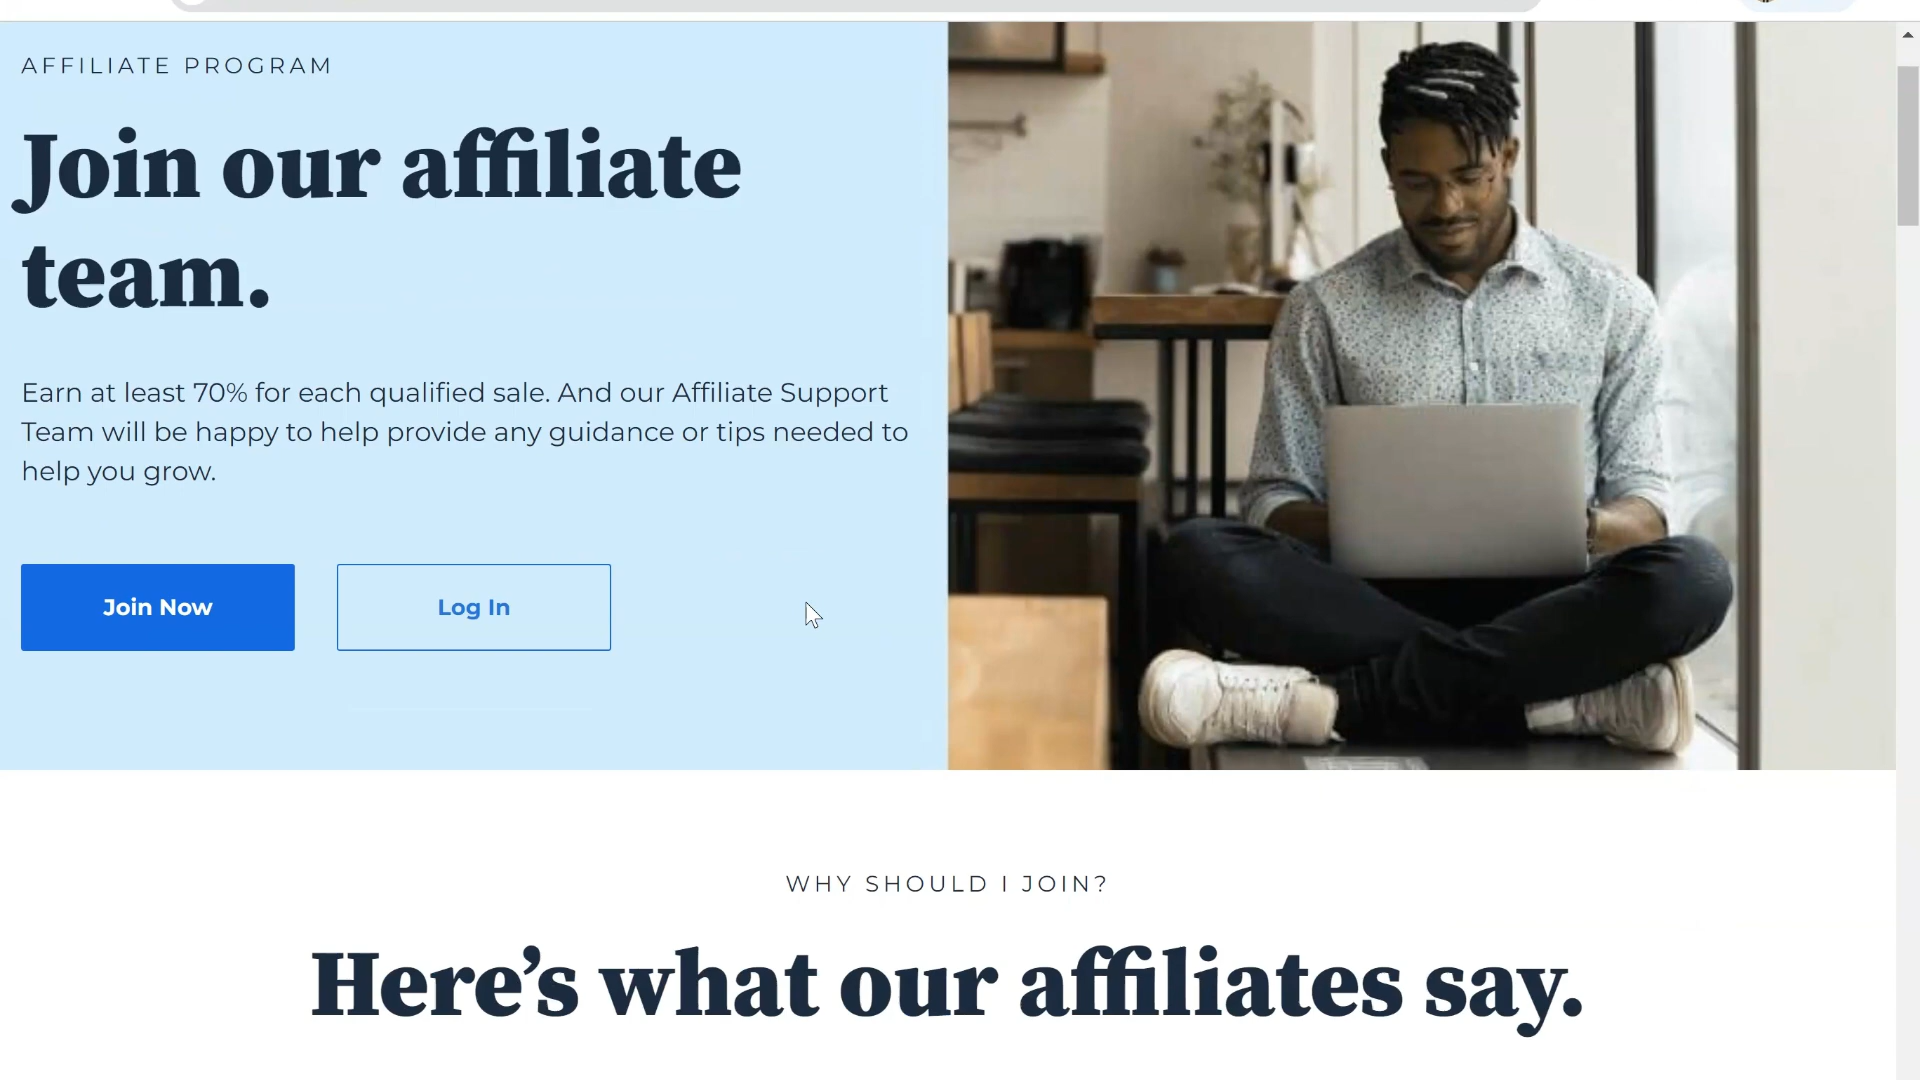 AFFILIATE PROGRAM
Join our affiliate
team.
Earn at least 70% for each qualified sale. And our Affiliate Support
Team will be happy to help provide any guidance or tips needed to
help you grow.
Join Now
Log In
WHY SHOULD I JOIN?
Here’s what our affiliates say.